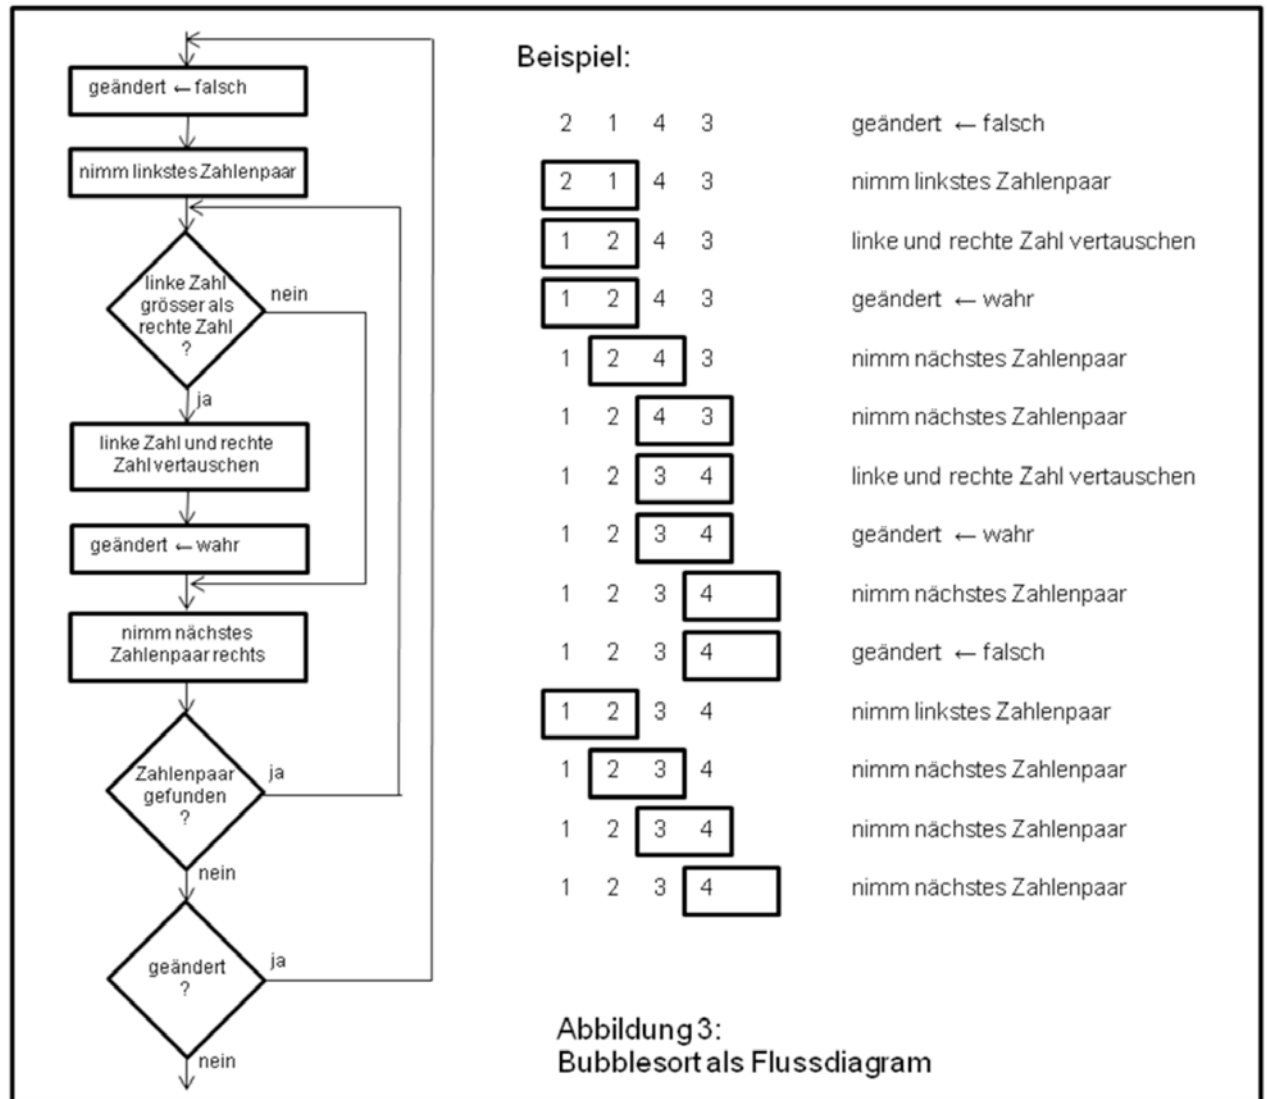 geändert ← falsch
nimm linkstes Zahlenpaar
linke Zahl
grösser als
rechte Zahl
?
nein
ja
linke Zahl und rechte
Zahl vertauschen
geändert ← wahr
nimm nächstes
Zahlenpaar rechts
Zahlenpaar
gefunden
?
ja
nein
geändert
?
ja
nein
Beispiel:
2 1 4 3 geändert ← falsch
2 1 4 3 nimm linkstes Zahlenpaar
1 2 4 3 linke und rechte Zahl vertauschen
1 2 4 3 geändert ← wahr
1 2 4 3 nimm nächstes Zahlenpaar
1 2 4 3 nimm nächstes Zahlenpaar
1 2 3 4 linke und rechte Zahl vertauschen
1 2 3 4 geändert ← wahr
1 2 3 4 nimm nächstes Zahlenpaar
1 2 3 4 geändert ← falsch
1 2 3 4 nimm linkstes Zahlenpaar
1 2 3 4 nimm nächstes Zahlenpaar
1 2 3 4 nimm nächstes Zahlenpaar
1 2 3 4 nimm nächstes Zahlenpaar
Abbildung 3:
Bubblesort als Flussdiagram